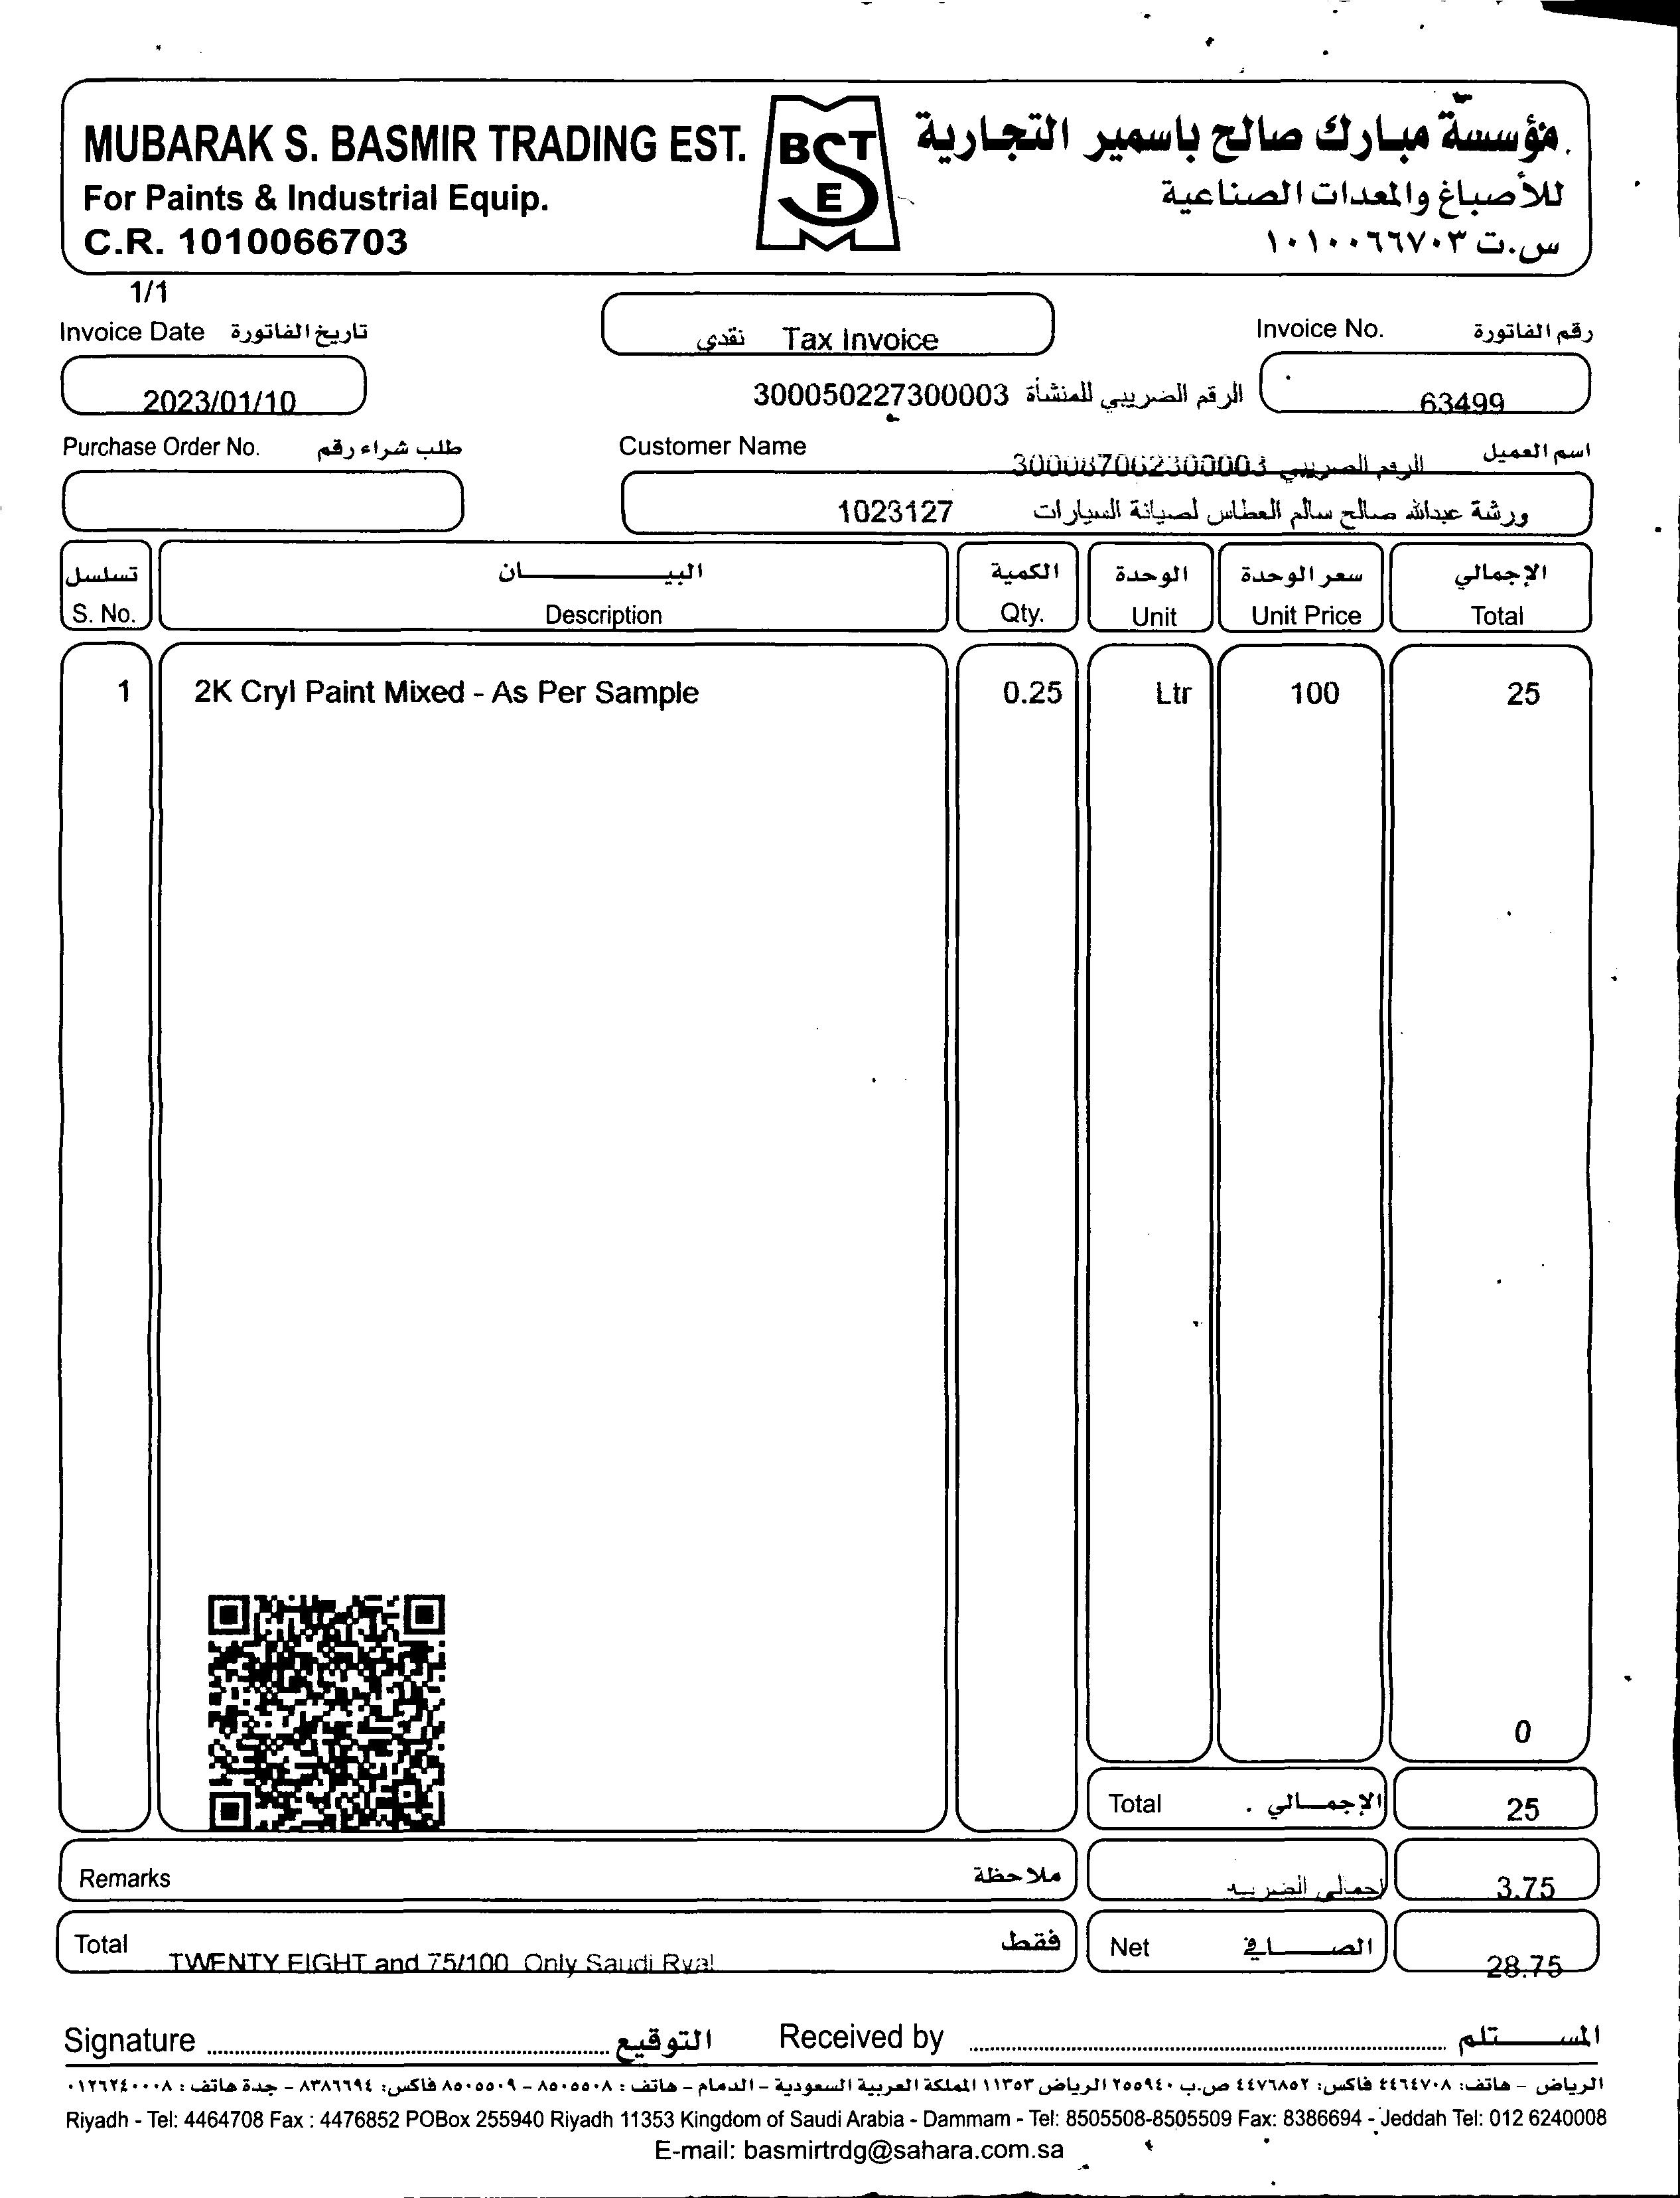 MUBARAK S. BASMIR TRADING EST.
For Paints & Industrial Equip.
C.R. 1010066703
BSTE
مؤسسة مبارك صالح باسمير التجارية
للأصباغ والمعدات الصناعية
س.ت ١٠١٠٠٦٦٧٠٣
1/1
Invoice Date تاريخ الفاتورة
2023/01/10
Tax Invoice نقدي
Invoice No. رقم الفاتورة
63499
الرقم الضريبي للمنشأة 300050227300003
Purchase Order No. طلب شراء رقم
Customer Name اسم العميل
الرقم الضريبي
1023127 ورشة عبدالله صالح سالم العطاس لصيانة السيارات
تسلسل البيـــان الكمية الوحدة سعر الوحدة الإجمالي
S. No. Description Qty. Unit Unit Price Total
1 2K Cryl Paint Mixed - As Per Sample 0.25 Ltr 100 25
0
Total الإجمـــالي 25
Remarks ملاحظة
إجمالي الضريبه 3.75
Total TWENTY EIGHT and 75/100 Only Saudi Ryal فقط
Net الصـــافي 28.75
Signature التوقيع Received by المســـتلم
الرياض - هاتف: ٤٤٦٤٧٠٨ فاكس: ٤٤٧٦٨٥٢ ص.ب ٢٥٥٩٤٠ الرياض ١١٣٥٣ المملكة العربية السعودية - الدمام - هاتف : ٨٥٠٥٥٠٨ - ٨٥٠٥٥٠٩ فاكس: ٨٣٨٦٦٩٤ - جدة هاتف : ٠١٢٦٢٤٠٠٠٨
Riyadh - Tel: 4464708 Fax : 4476852 POBox 255940 Riyadh 11353 Kingdom of Saudi Arabia - Dammam - Tel: 8505508-8505509 Fax: 8386694 - Jeddah Tel: 012 6240008
E-mail: basmirtrdg@sahara.com.sa